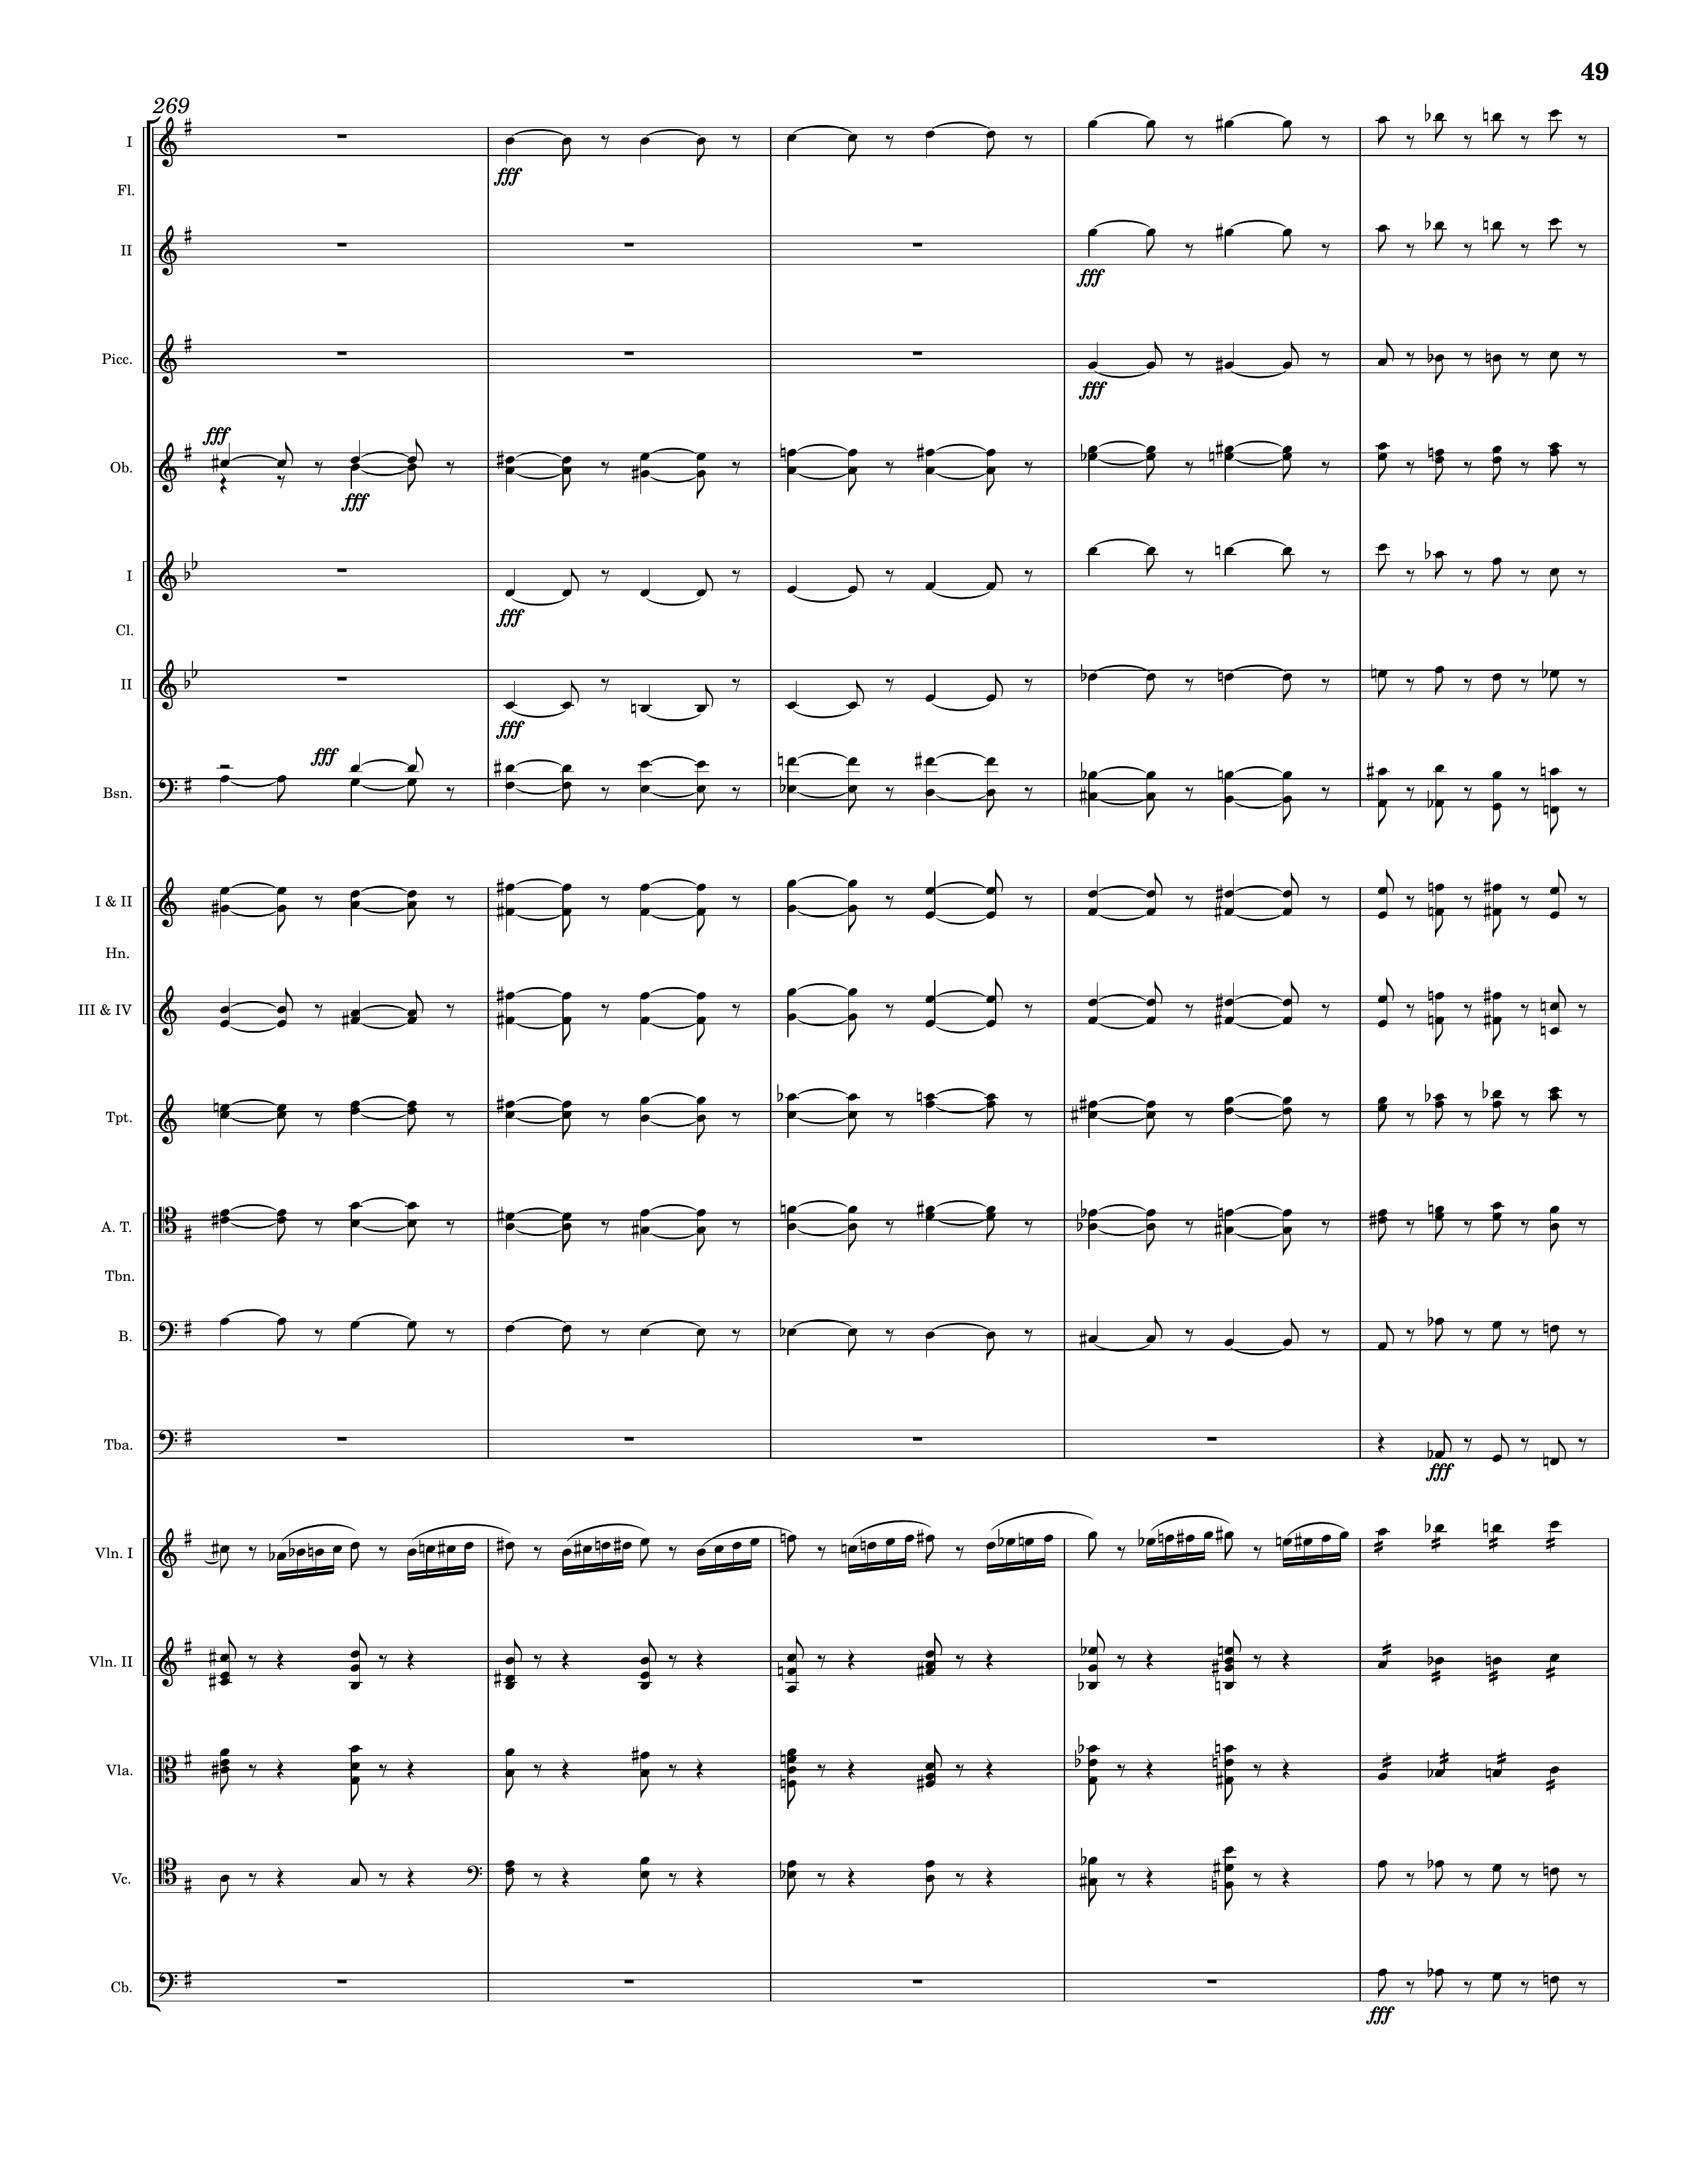 49
269
I
fff
Fl.
II
fff
Picc.
fff
fff
Ob.
fff
I
fff
Cl.
II
fff
fff
Bsn.
I & II
Hn.
III & IV
Tpt.
A. T.
Tbn.
B.
Tba.
fff
Vln. I
Vln. II
Vla.
Vc.
Cb.
fff